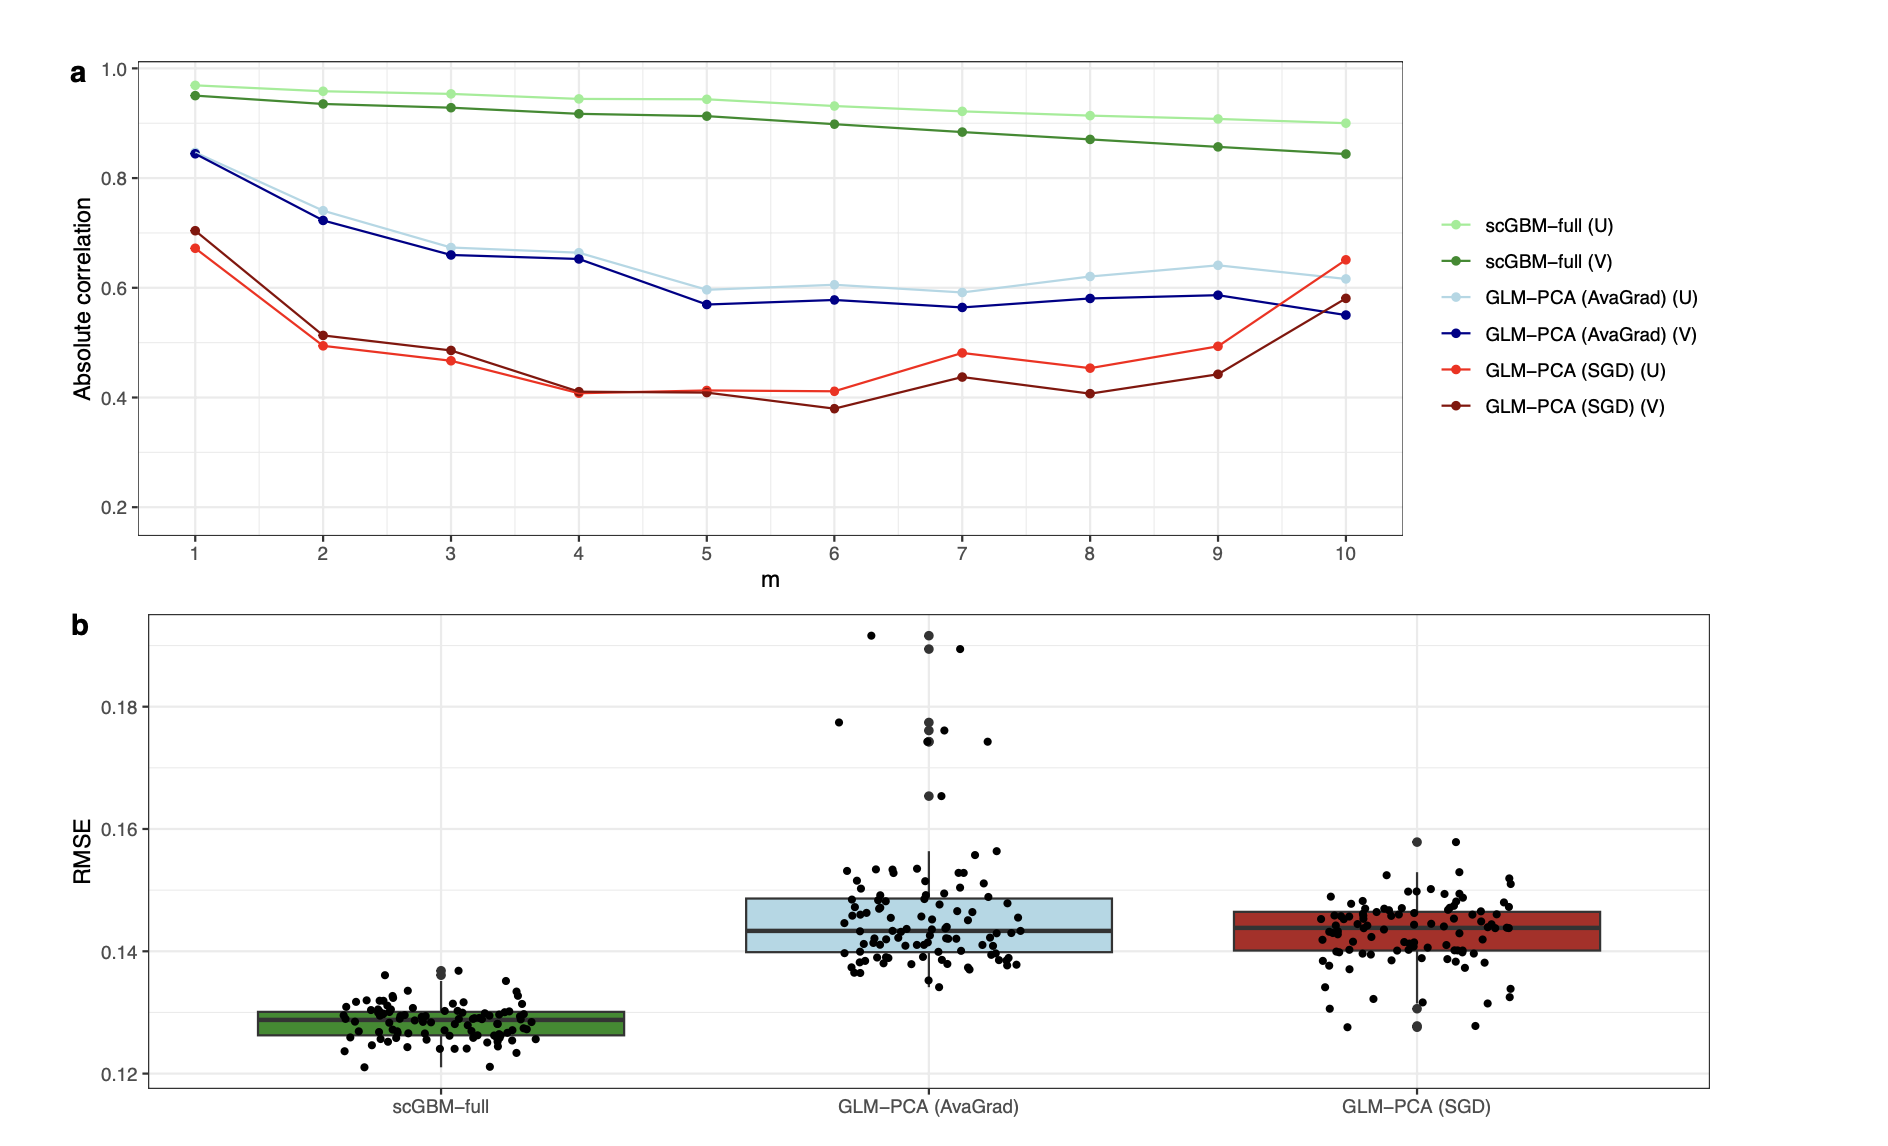 a
1.0
0.8
0.6
0.4
0.2
Absolute correlation
1 2 3 4 5 6 7 8 9 10
m
scGBM−full (U)
scGBM−full (V)
GLM−PCA (AvaGrad) (U)
GLM−PCA (AvaGrad) (V)
GLM−PCA (SGD) (U)
GLM−PCA (SGD) (V)
b
0.18
0.16
0.14
0.12
RMSE
scGBM−full GLM−PCA (AvaGrad) GLM−PCA (SGD)